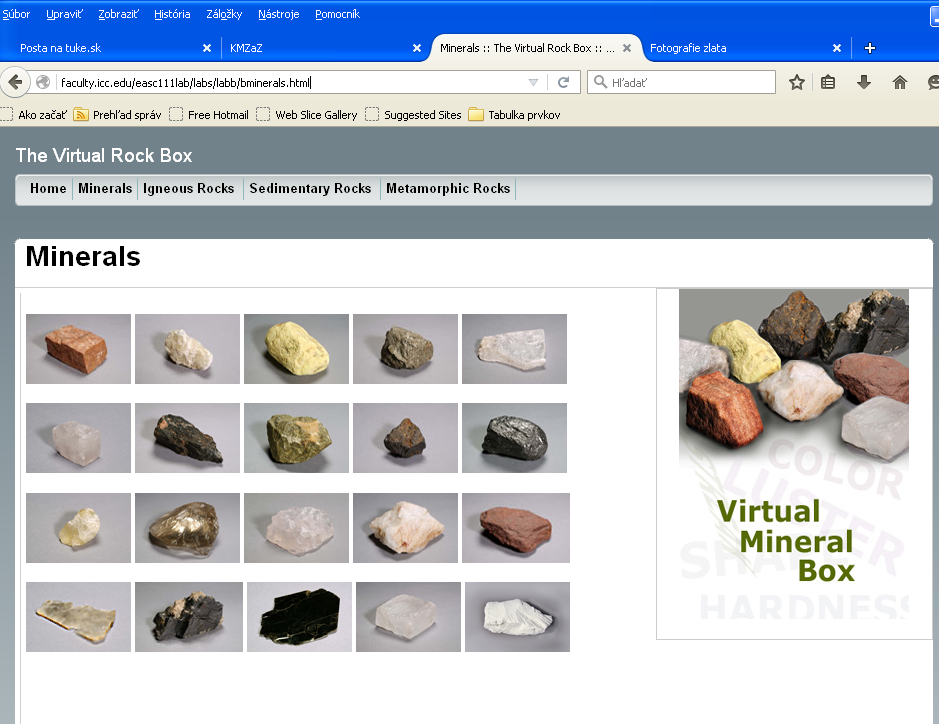 Súbor Upraviť Zobraziť História Záložky Nástroje Pomocník
Posta na tuke.sk
KMZaZ
Minerals :: The Virtual Rock Box :: ...
Fotografie zlata
faculty.icc.edu/easc111lab/labs/labb/bminerals.html
Hľadať
Ako začať Prehľad správ Free Hotmail Web Slice Gallery Suggested Sites Tabulka prvkov
The Virtual Rock Box
Home Minerals Igneous Rocks Sedimentary Rocks Metamorphic Rocks
Minerals
COLOR
LUSTER
Virtual
Mineral
Box
HARDNESS